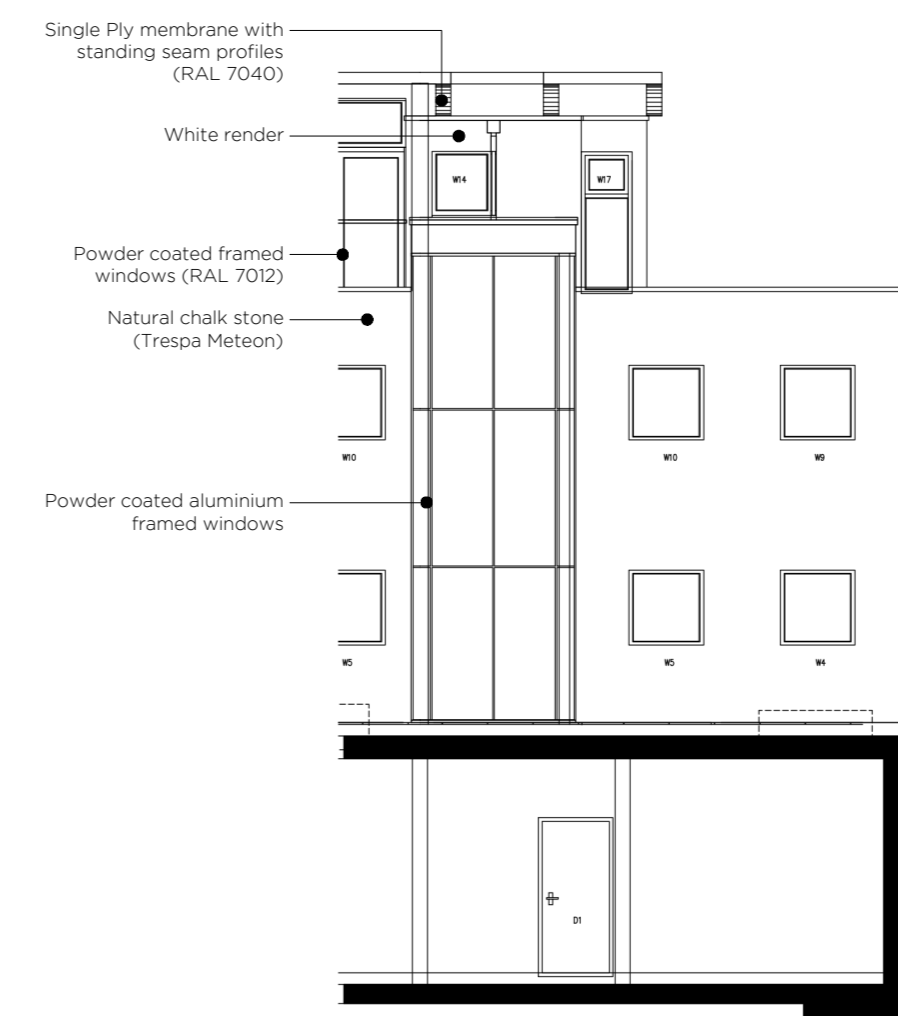 Single Ply membrane with
standing seam profiles
(RAL 7040)
White render
W14
W17
Powder coated framed
windows (RAL 7012)
Natural chalk stone
(Trespa Meteon)
W10
W10
W9
Powder coated aluminium
framed windows
W5
W5
W4
D1